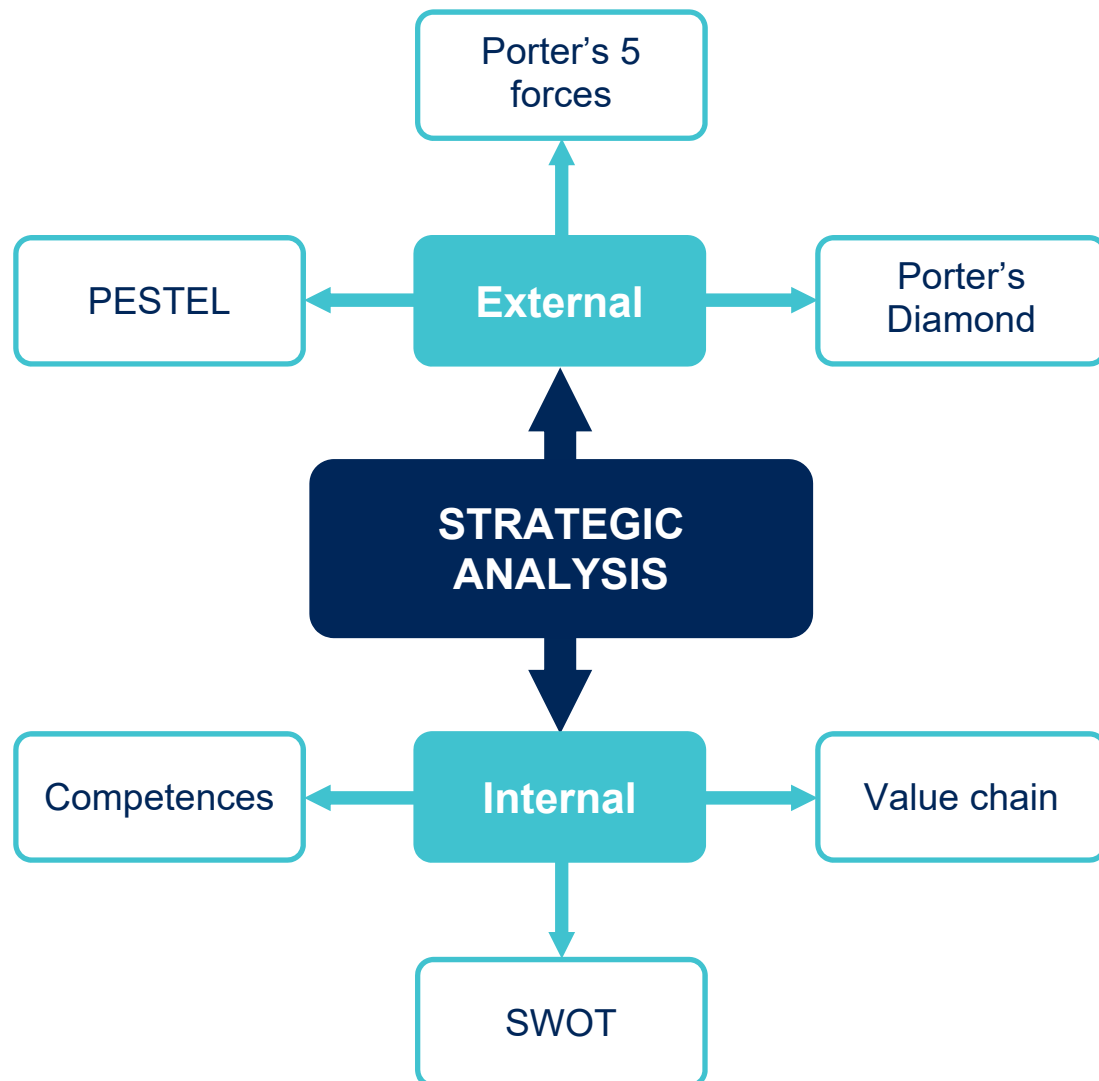 Porter’s 5
forces
PESTEL
External
Porter’s
Diamond
STRATEGIC
ANALYSIS
Competences
Internal
Value chain
SWOT